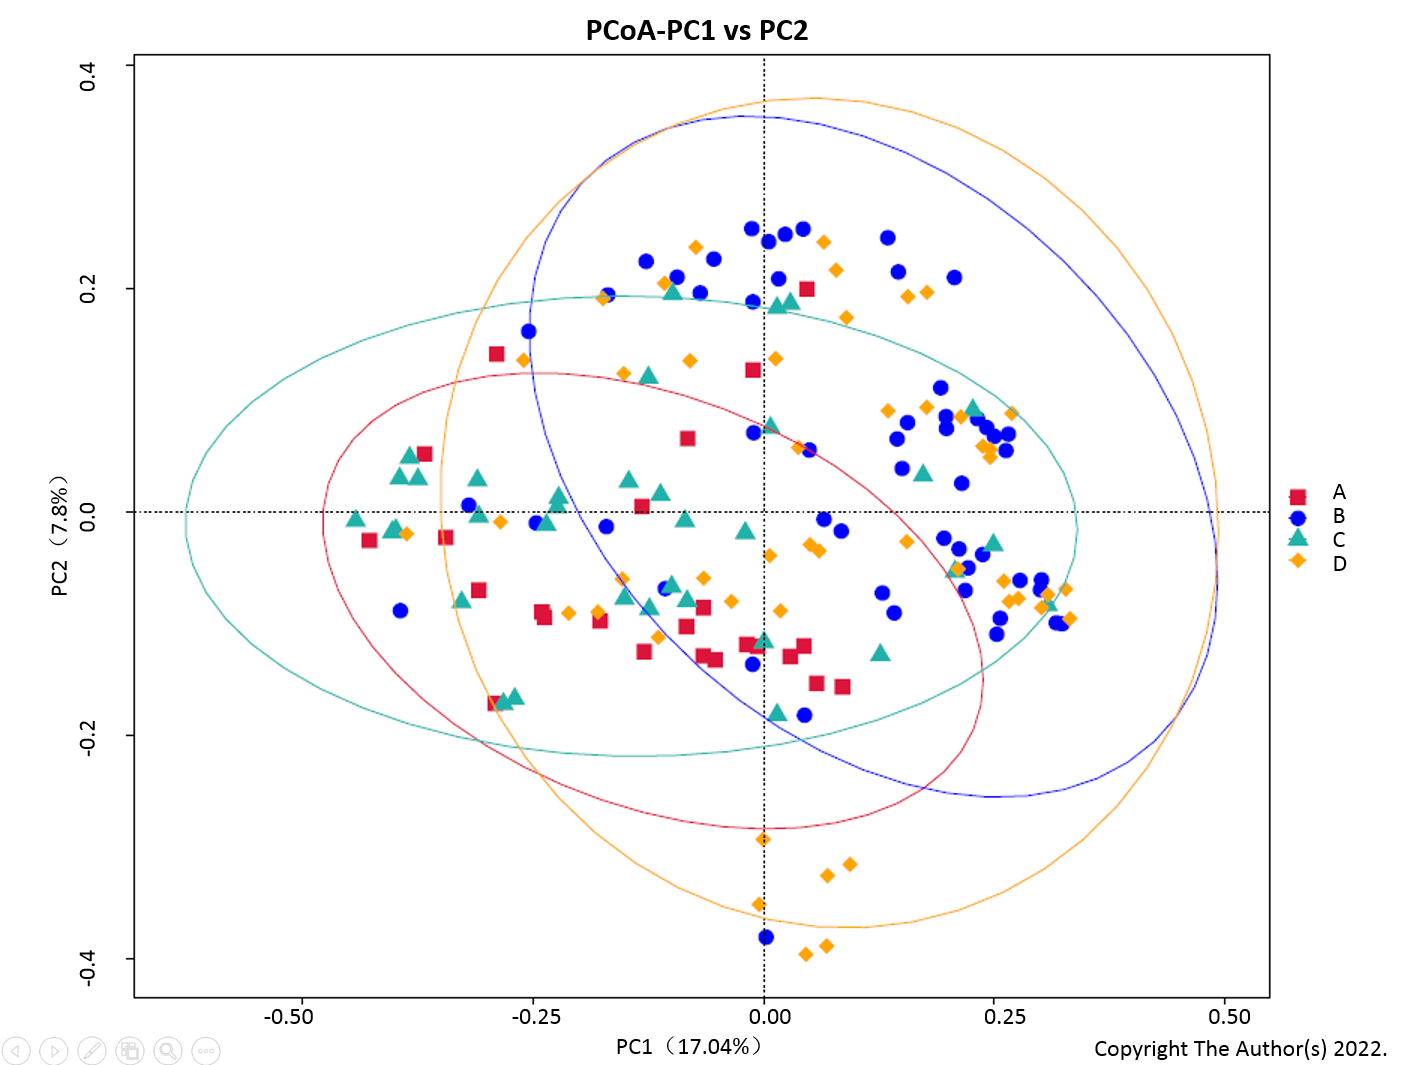 PCoA-PC1 vs PC2
0.4
0.2
0.0
-0.2
-0.4
PC2（7.8%）
A
B
C
D
-0.50
-0.25
0.00
0.25
0.50
PC1（17.04%）
Copyright The Author(s) 2022.